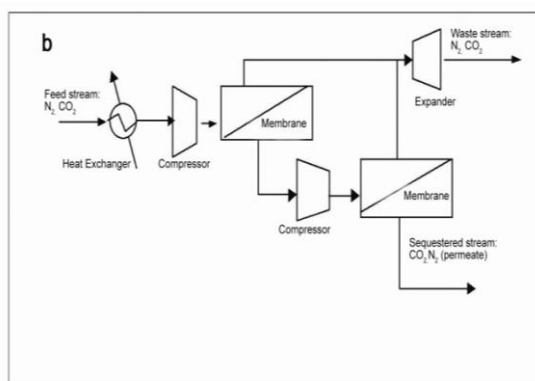 b
Waste stream:
N2, CO2
Feed stream:
N2, CO2
Expander
Membrane
Heat Exchanger
Compressor
Membrane
Compressor
Sequestered stream:
CO2, N2 (permeate)